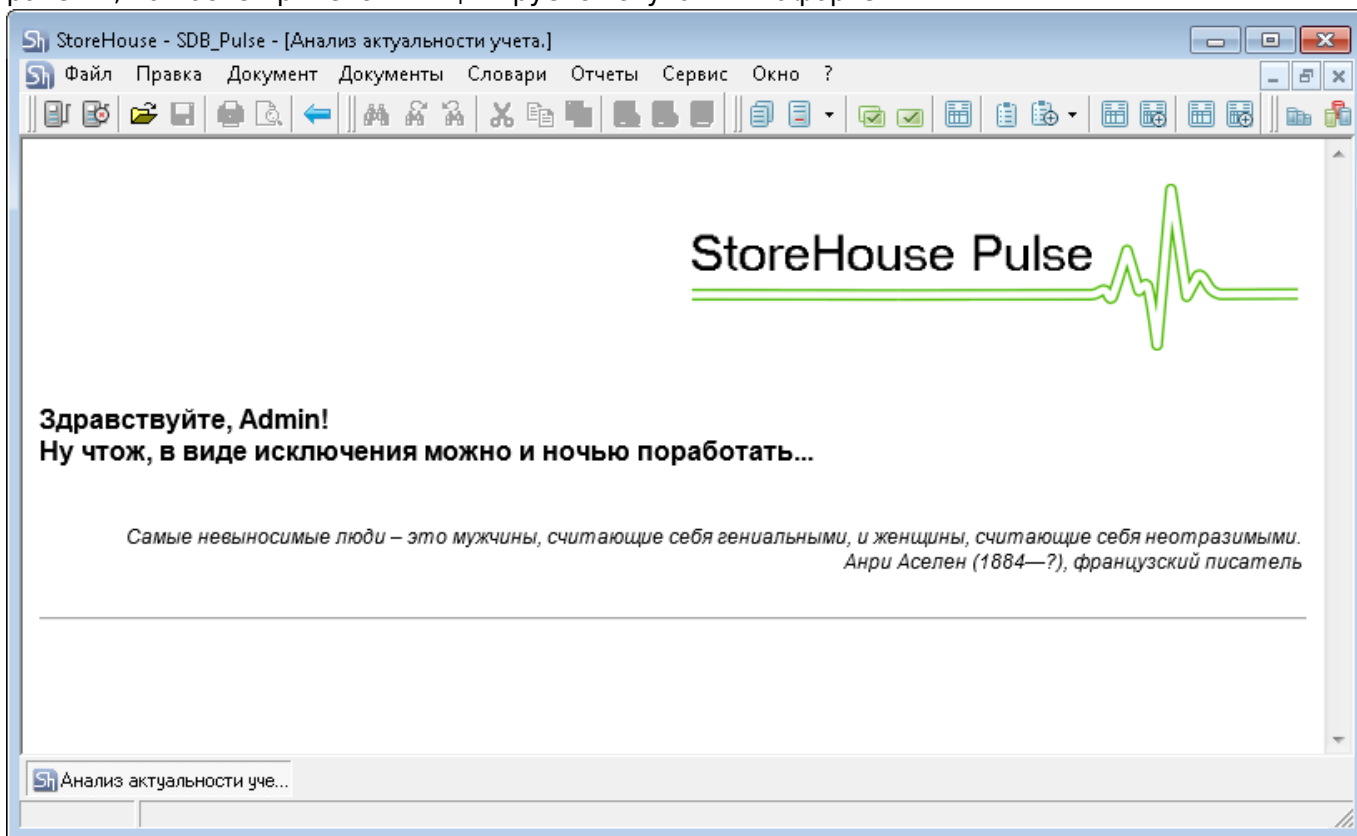 StoreHouse - SDB_Pulse - [Анализ актуальности учета.]
Файл Правка Документ Документы Словари Отчеты Сервис Окно ?
StoreHouse Pulse
Здравствуйте, Admin!
Ну чтож, в виде исключения можно и ночью поработать...
Самые невыносимые люди – это мужчины, считающие себя гениальными, и женщины, считающие себя неотразимыми.
Анри Аселен (1884—?), французский писатель
Анализ актуальности уче...